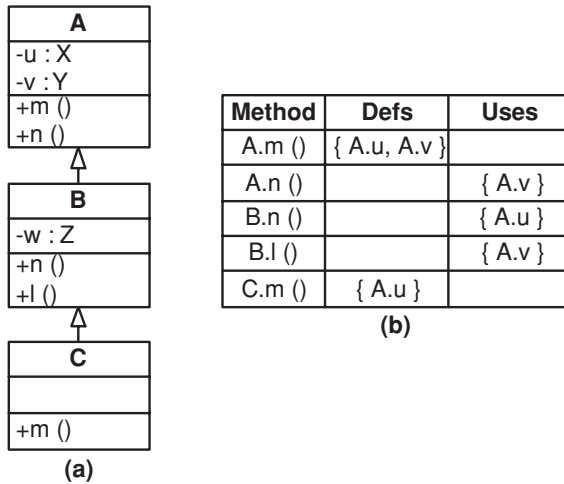 A
-u : X
-v : Y
+m ()
+n ()
B
-w : Z
+n ()
+l ()
C
+m ()
(a)
Method Defs Uses
A.m () { A.u, A.v }
A.n () { A.v }
B.n () { A.u }
B.l () { A.v }
C.m () { A.u }
(b)